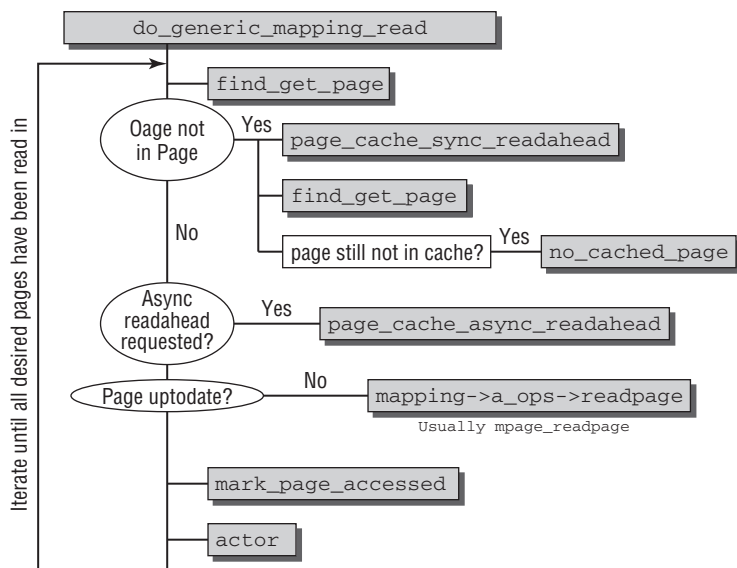 do_generic_mapping_read
find_get_page
Oage not
in Page
Yes
page_cache_sync_readahead
find_get_page
No
page still not in cache?
Yes
no_cached_page
Async
readahead
requested?
Yes
page_cache_async_readahead
Page uptodate?
No
mapping->a_ops->readpage
Usually mpage_readpage
mark_page_accessed
actor
Iterate until all desired pages have been read in